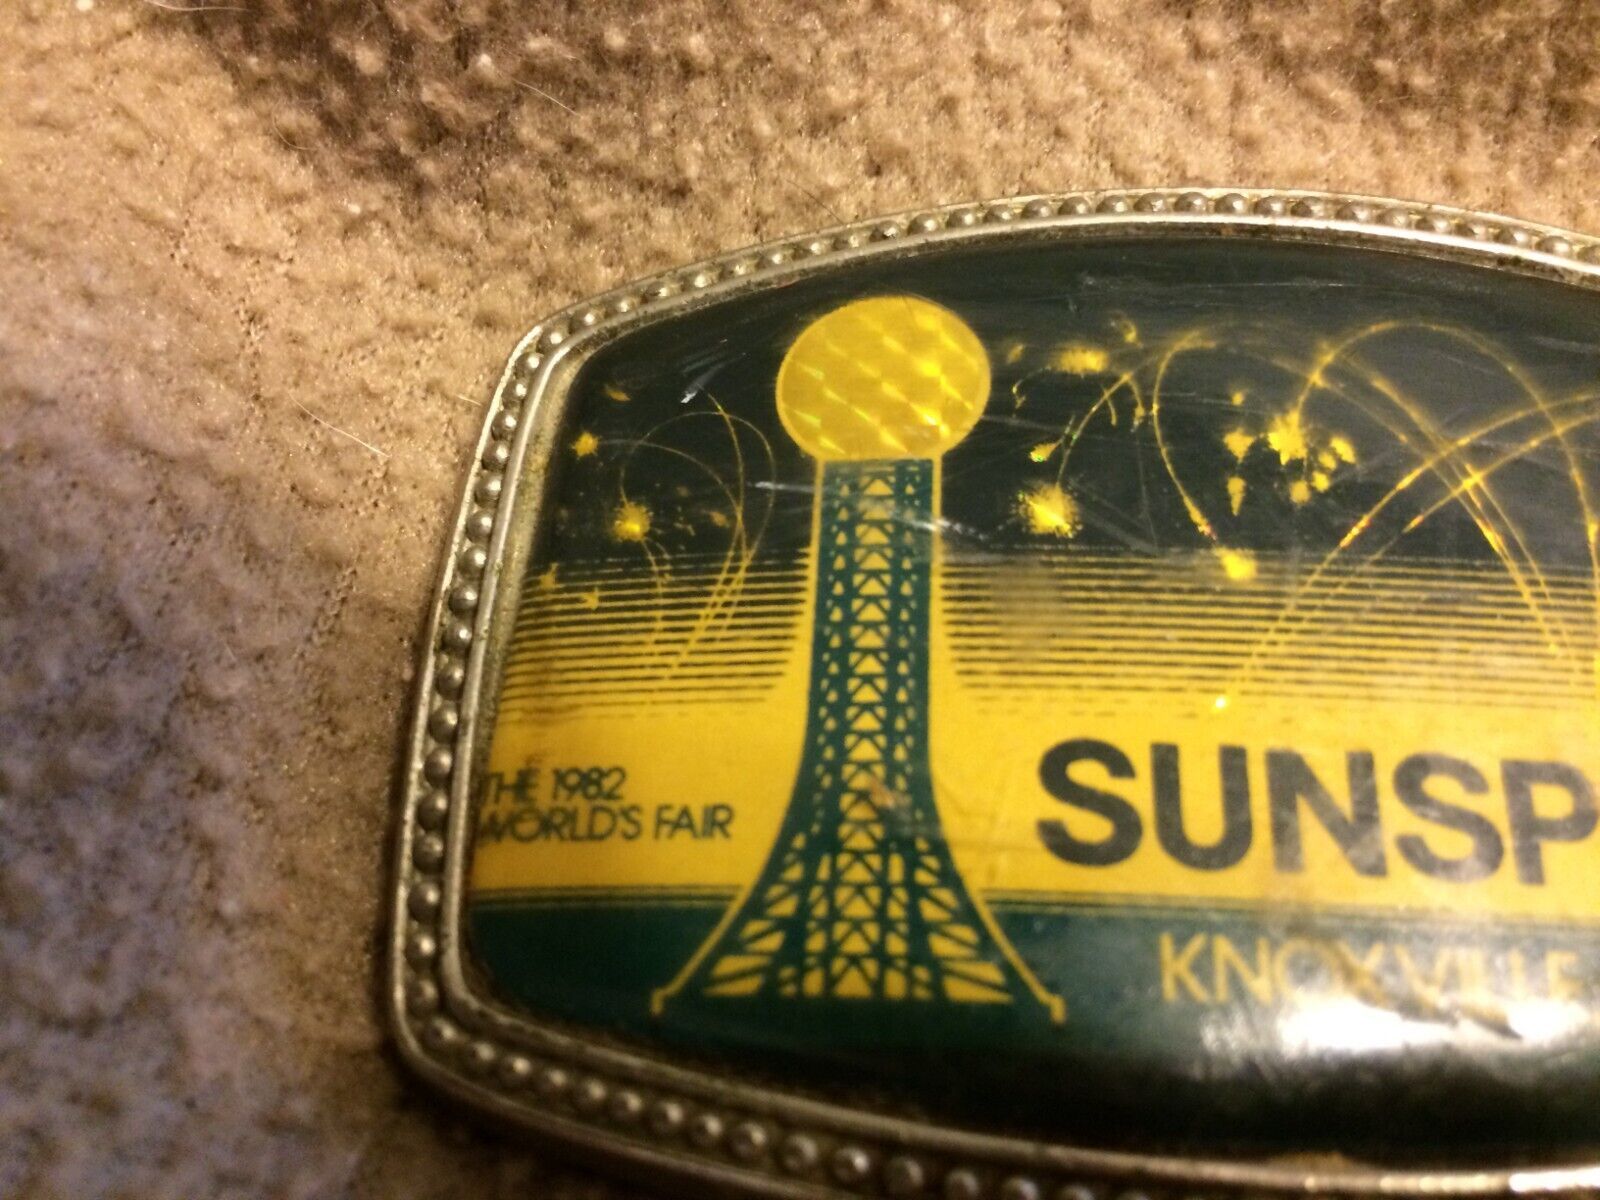 THE 1982
WORLD'S FAIR
SUNSP
KNOXVILLE